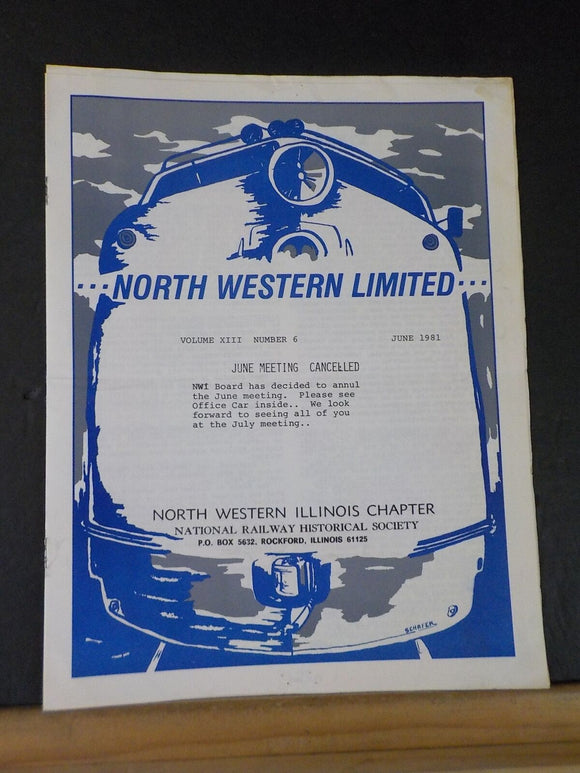 ···NORTH WESTERN LIMITED···
VOLUME XIII NUMBER 6 JUNE 1981
JUNE MEETING CANCELLED
NWI Board has decided to annul
the June meeting. Please see
Office Car inside.. We look
forward to seeing all of you
at the July meeting..
NORTH WESTERN ILLINOIS CHAPTER
NATIONAL RAILWAY HISTORICAL SOCIETY
P.O. BOX 5632, ROCKFORD, ILLINOIS 61125
SCHAFER